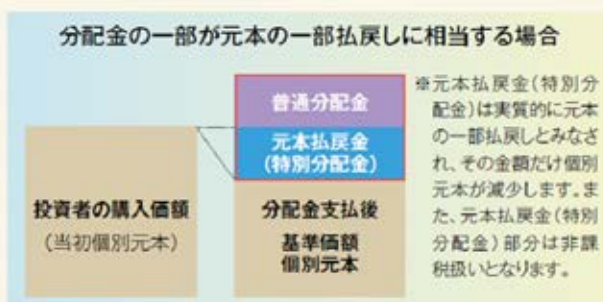 分配金の一部が元本の一部払戻しに相当する場合
普通分配金
元本払戻金
(特別分配金)
投資者の購入価額
(当初個別元本)
分配金支払後
基準価額
個別元本
※元本払戻金(特別分
配金)は実質的に元本
の一部払戻しとみなさ
れ、その金額だけ個別
元本が減少します。ま
た、元本払戻金(特別
分配金)部分は非課
税扱いとなります。